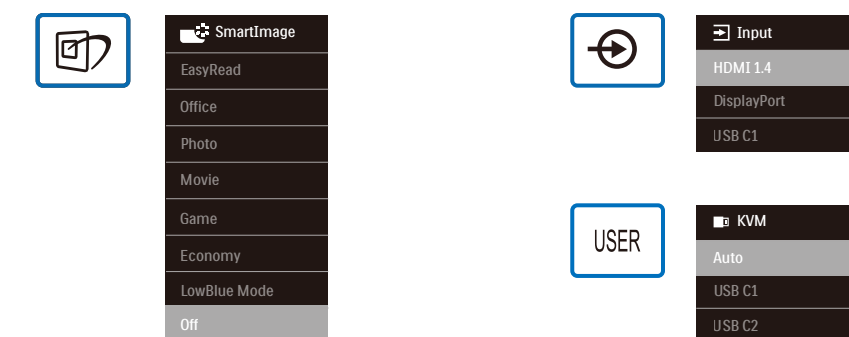 SmartImage
EasyRead
Office
Photo
Movie
Game
Economy
LowBlue Mode
Off
Input
HDMI 1.4
DisplayPort
USB C1
USER
KVM
Auto
USB C1
USB C2